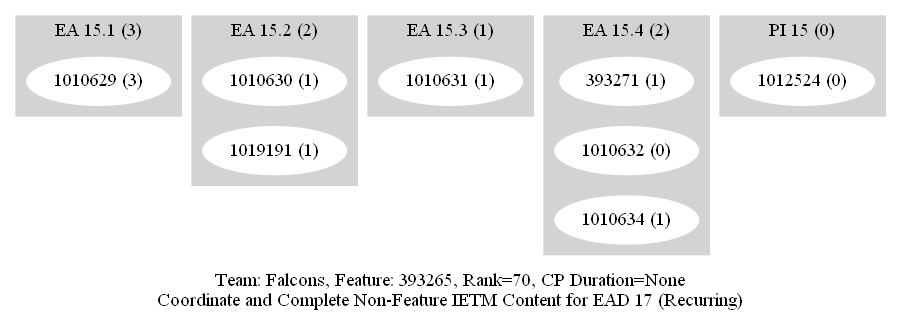 EA 15.1 (3)
1010629 (3)
EA 15.2 (2)
1010630 (1)
1019191 (1)
EA 15.3 (1)
1010631 (1)
EA 15.4 (2)
393271 (1)
1010632 (0)
1010634 (1)
PI 15 (0)
1012524 (0)
Team: Falcons, Feature: 393265, Rank=70, CP Duration=None
Coordinate and Complete Non-Feature IETM Content for EAD 17 (Recurring)